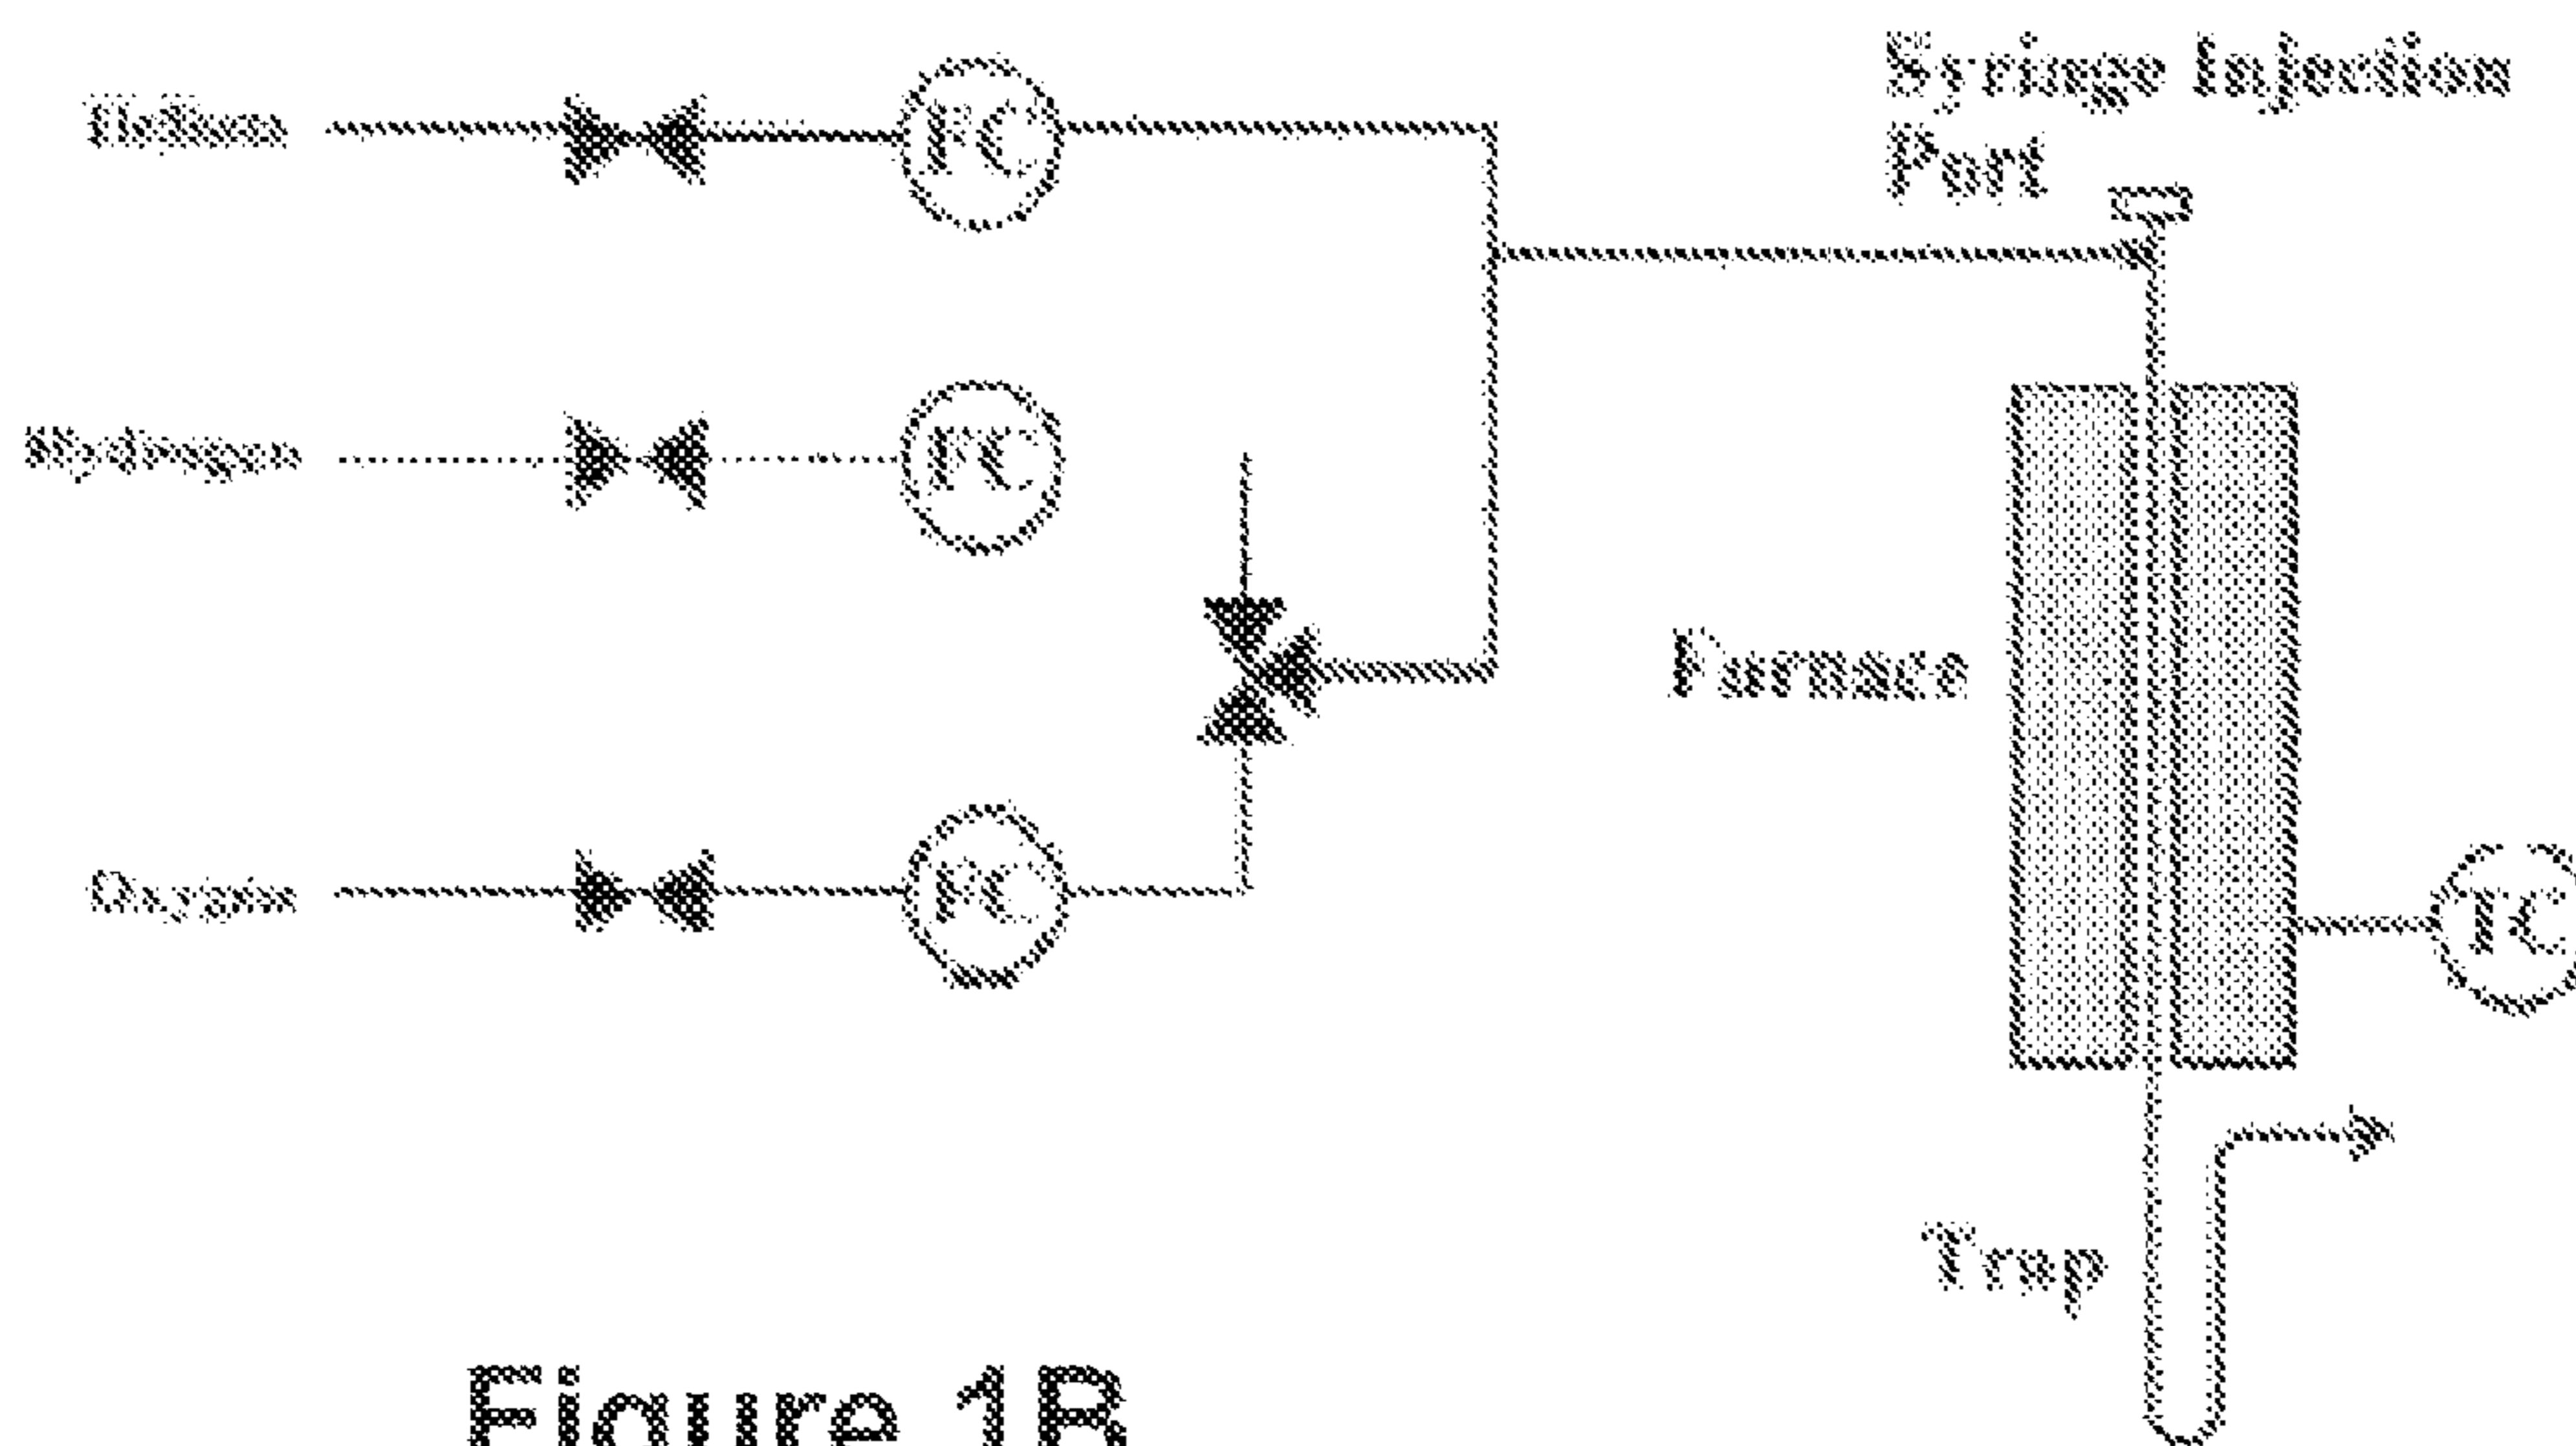 Helium
FC
Syringe Injection
Port
Hydrogen
FC
Furnace
Oxygen
FC
TC
Trap
Figure 1B